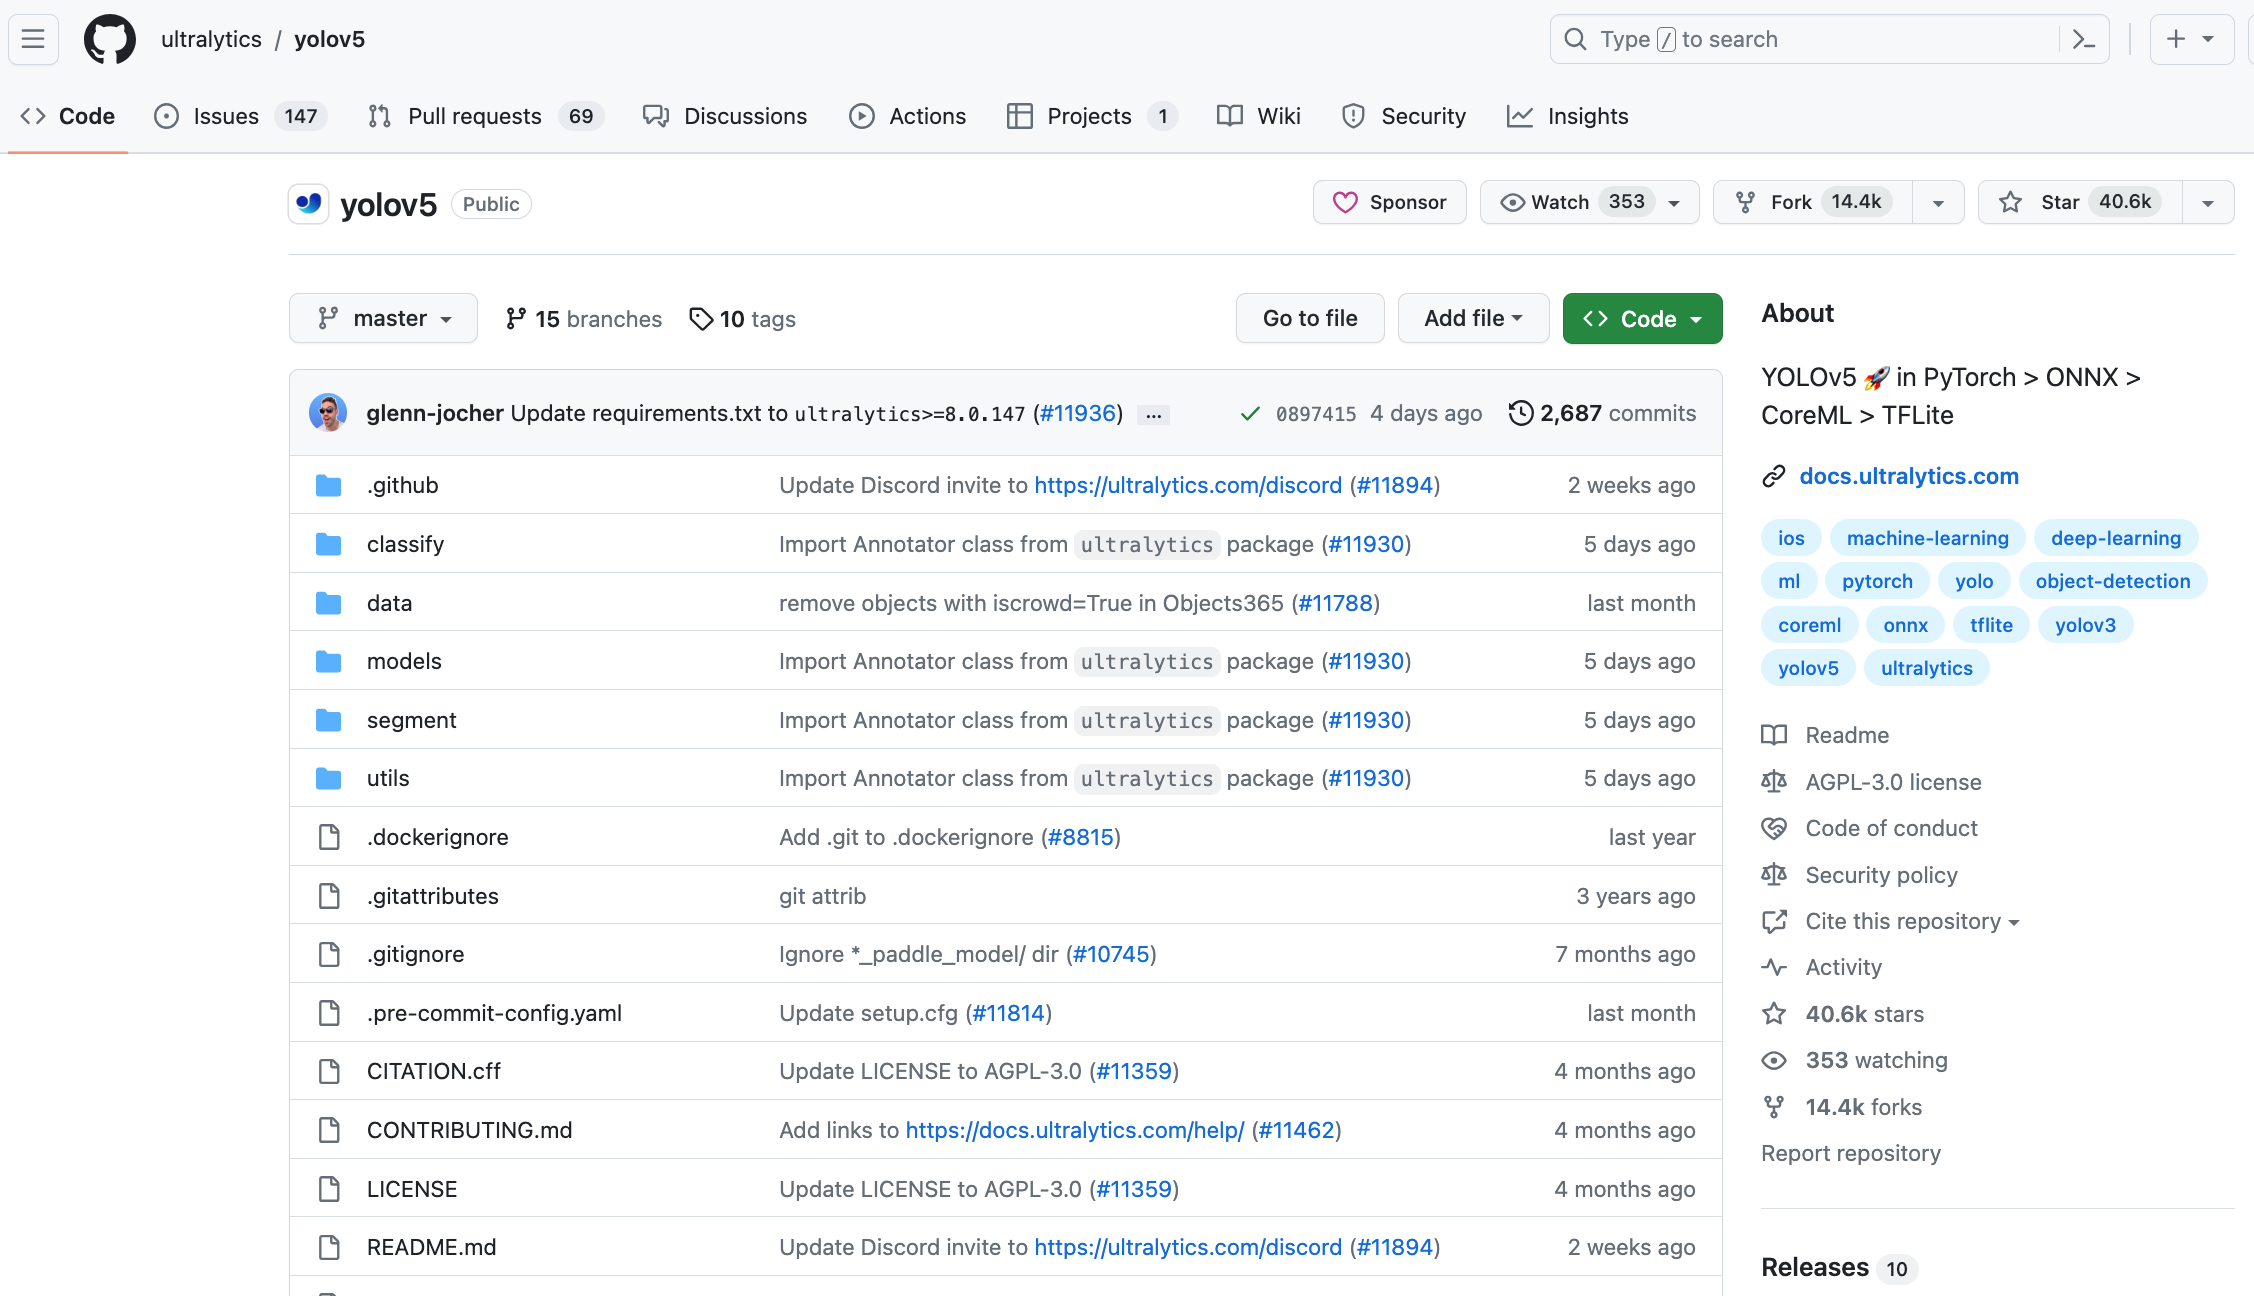 ultralytics / yolov5
Type / to search
Code Issues 147 Pull requests 69 Discussions Actions Projects 1 Wiki Security Insights
yolov5 Public
Sponsor Watch 353 Fork 14.4k Star 40.6k
master 15 branches 10 tags Go to file Add file Code
glenn-jocher Update requirements.txt to ultralytics>=8.0.147 (#11936) ... 0897415 4 days ago 2,687 commits
.github Update Discord invite to https://ultralytics.com/discord (#11894) 2 weeks ago
classify Import Annotator class from ultralytics package (#11930) 5 days ago
data remove objects with iscrowd=True in Objects365 (#11788) last month
models Import Annotator class from ultralytics package (#11930) 5 days ago
segment Import Annotator class from ultralytics package (#11930) 5 days ago
utils Import Annotator class from ultralytics package (#11930) 5 days ago
.dockerignore Add .git to .dockerignore (#8815) last year
.gitattributes git attrib 3 years ago
.gitignore Ignore *_paddle_model/ dir (#10745) 7 months ago
.pre-commit-config.yaml Update setup.cfg (#11814) last month
CITATION.cff Update LICENSE to AGPL-3.0 (#11359) 4 months ago
CONTRIBUTING.md Add links to https://docs.ultralytics.com/help/ (#11462) 4 months ago
LICENSE Update LICENSE to AGPL-3.0 (#11359) 4 months ago
README.md Update Discord invite to https://ultralytics.com/discord (#11894) 2 weeks ago
About
YOLOv5 🚀 in PyTorch > ONNX >
CoreML > TFLite
docs.ultralytics.com
ios machine-learning deep-learning
ml pytorch yolo object-detection
coreml onnx tflite yolov3
yolov5 ultralytics
Readme
AGPL-3.0 license
Code of conduct
Security policy
Cite this repository
Activity
40.6k stars
353 watching
14.4k forks
Report repository
Releases 10